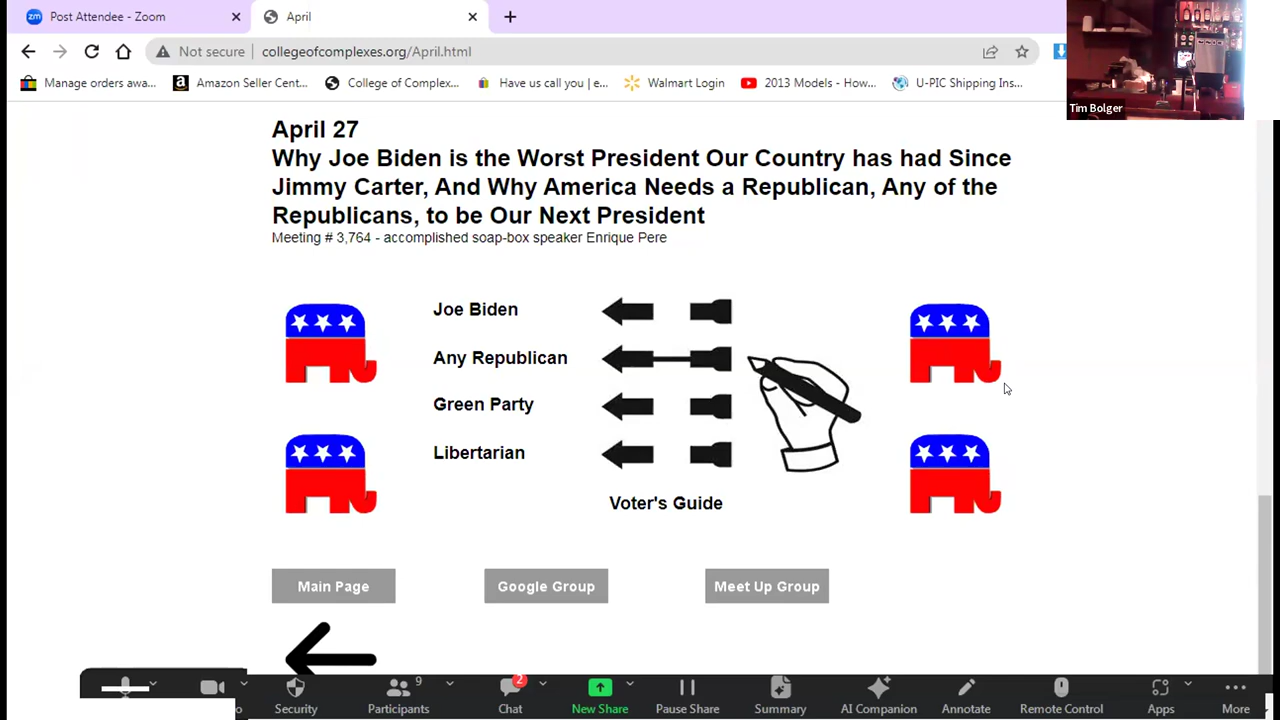 Post Attendee - Zoom
April
Not secure
collegeofcomplexes.org/April.html
Manage orders awa...
Amazon Seller Cent...
College of Complex...
Have us call you | e...
Walmart Login
2013 Models - How...
U-PIC Shipping Ins...
Tim Bolger
April 27
Why Joe Biden is the Worst President Our Country has had Since
Jimmy Carter, And Why America Needs a Republican, Any of the
Republicans, to be Our Next President
Meeting # 3,764 - accomplished soap-box speaker Enrique Pere
Joe Biden
Any Republican
Green Party
Libertarian
Voter's Guide
Main Page
Google Group
Meet Up Group
Security
9
Participants
2
Chat
New Share
Pause Share
Summary
AI Companion
Annotate
Remote Control
Apps
More